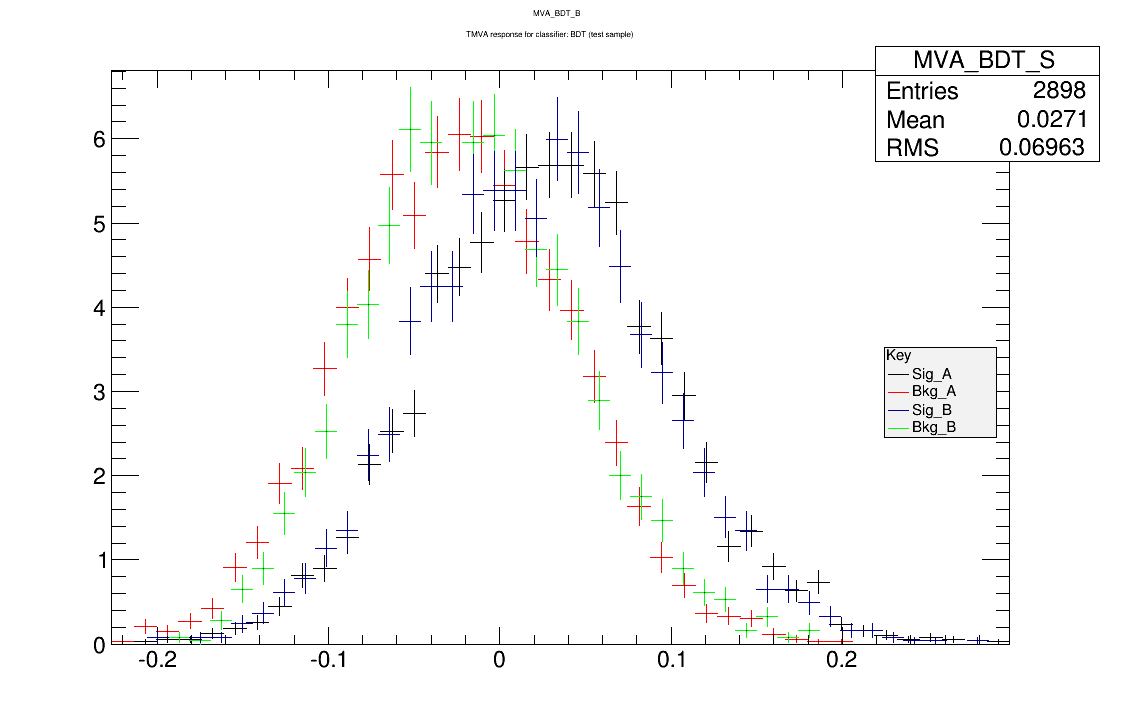 MVA_BDT_B
TMVA response for classifier: BDT (test sample)
MVA_BDT_S
Entries 2898
Mean 0.0271
RMS 0.06963
6
5
4
3
2
1
0
Key
Sig_A
Bkg_A
Sig_B
Bkg_B
-0.2 -0.1 0 0.1 0.2